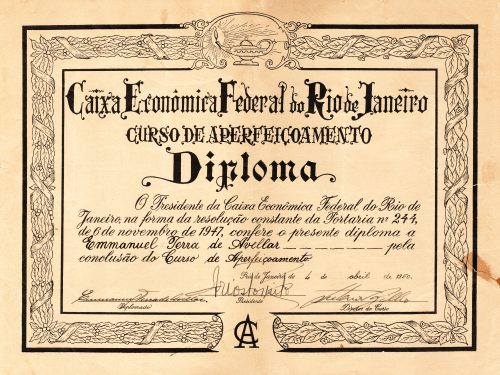 Caixa Econômica Federal do Rio de Janeiro
CURSO DE APERFEIÇOAMENTO
Diploma
O Presidente da Caixa Econômica Federal do Rio de
Janeiro, na forma da resolução constante da Portaria nº 244,
de 6 de novembro de 1947, confere o presente diploma a
Emmanuel Terra de Avellar pela
conclusão do Curso de Aperfeiçoamento
Rio de Janeiro, 4 de abril de 1950.
Diplomado
Presidente
Diretor do Curso
CA